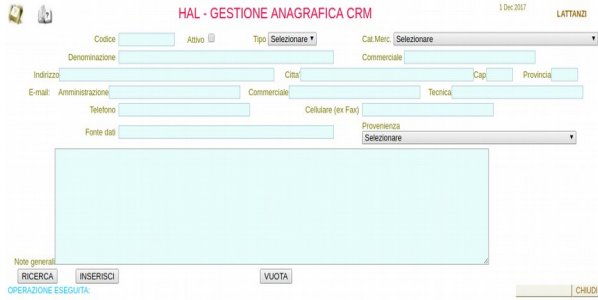 HAL - GESTIONE ANAGRAFICA CRM 1 Dec 2017 LATTANZI
Codice Attivo Tipo Selezionare Cat.Merc. Selezionare
Denominazione Commerciale
Indirizzo Citta' Cap Provincia
E-mail: Amministrazione Commerciale Tecnica
Telefono Cellulare (ex Fax)
Fonte dati Provenienza
Selezionare
Note generali
RICERCA INSERISCI VUOTA
OPERAZIONE ESEGUITA: CHIUDI